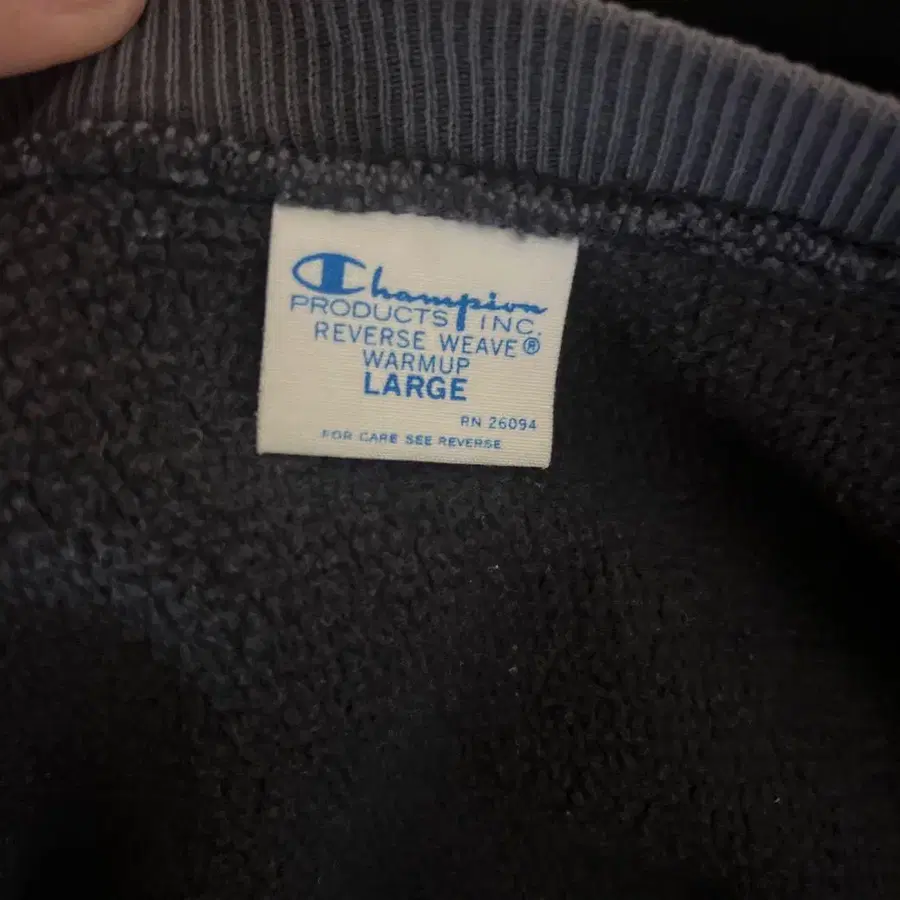 Champion
PRODUCTS INC.
REVERSE WEAVE®
WARMUP
LARGE
RN 26094
FOR CARE SEE REVERSE